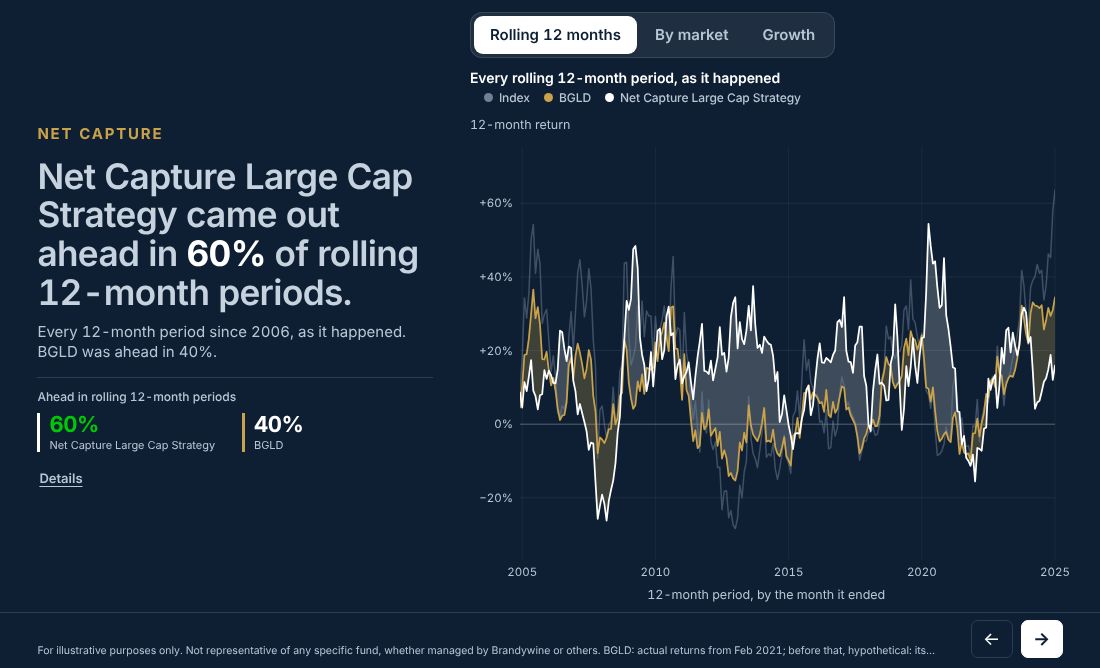 Rolling 12 months By market Growth
Every rolling 12-month period, as it happened
Index BGLD Net Capture Large Cap Strategy
12-month return
NET CAPTURE
Net Capture Large Cap
Strategy came out
ahead in 60% of rolling
12-month periods.
Every 12-month period since 2006, as it happened.
BGLD was ahead in 40%.
Ahead in rolling 12-month periods
60%
Net Capture Large Cap Strategy
40%
BGLD
Details
+60%
+40%
+20%
0%
−20%
2005 2010 2015 2020 2025
12-month period, by the month it ended
For illustrative purposes only. Not representative of any specific fund, whether managed by Brandywine or others. BGLD: actual returns from Feb 2021; before that, hypothetical: its...